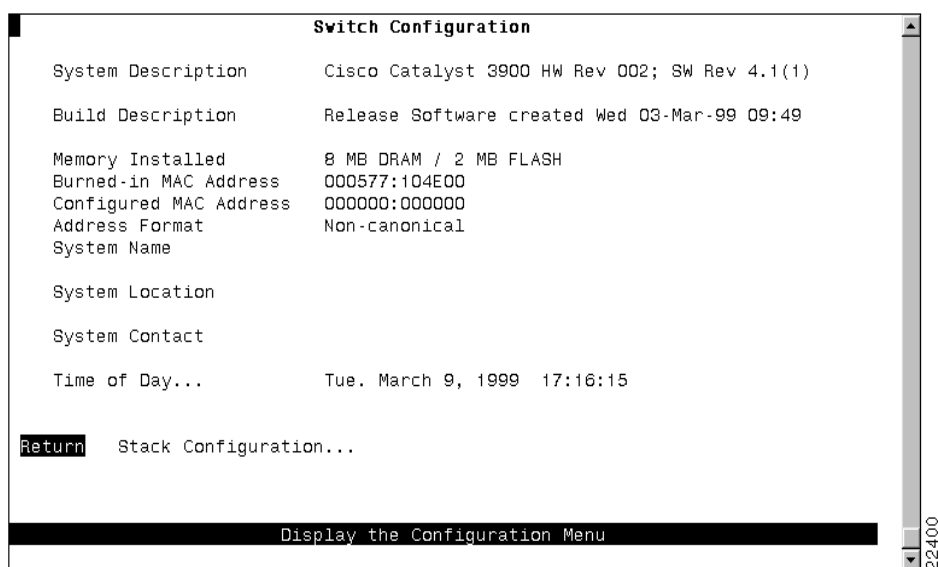 Switch Configuration
System Description Cisco Catalyst 3900 HW Rev 002; SW Rev 4.1(1)
Build Description Release Software created Wed 03-Mar-99 09:49
Memory Installed 8 MB DRAM / 2 MB FLASH
Burned-in MAC Address 000577:104E00
Configured MAC Address 000000:000000
Address Format Non-canonical
System Name
System Location
System Contact
Time of Day... Tue. March 9, 1999 17:16:15
Return Stack Configuration...
Display the Configuration Menu
22400